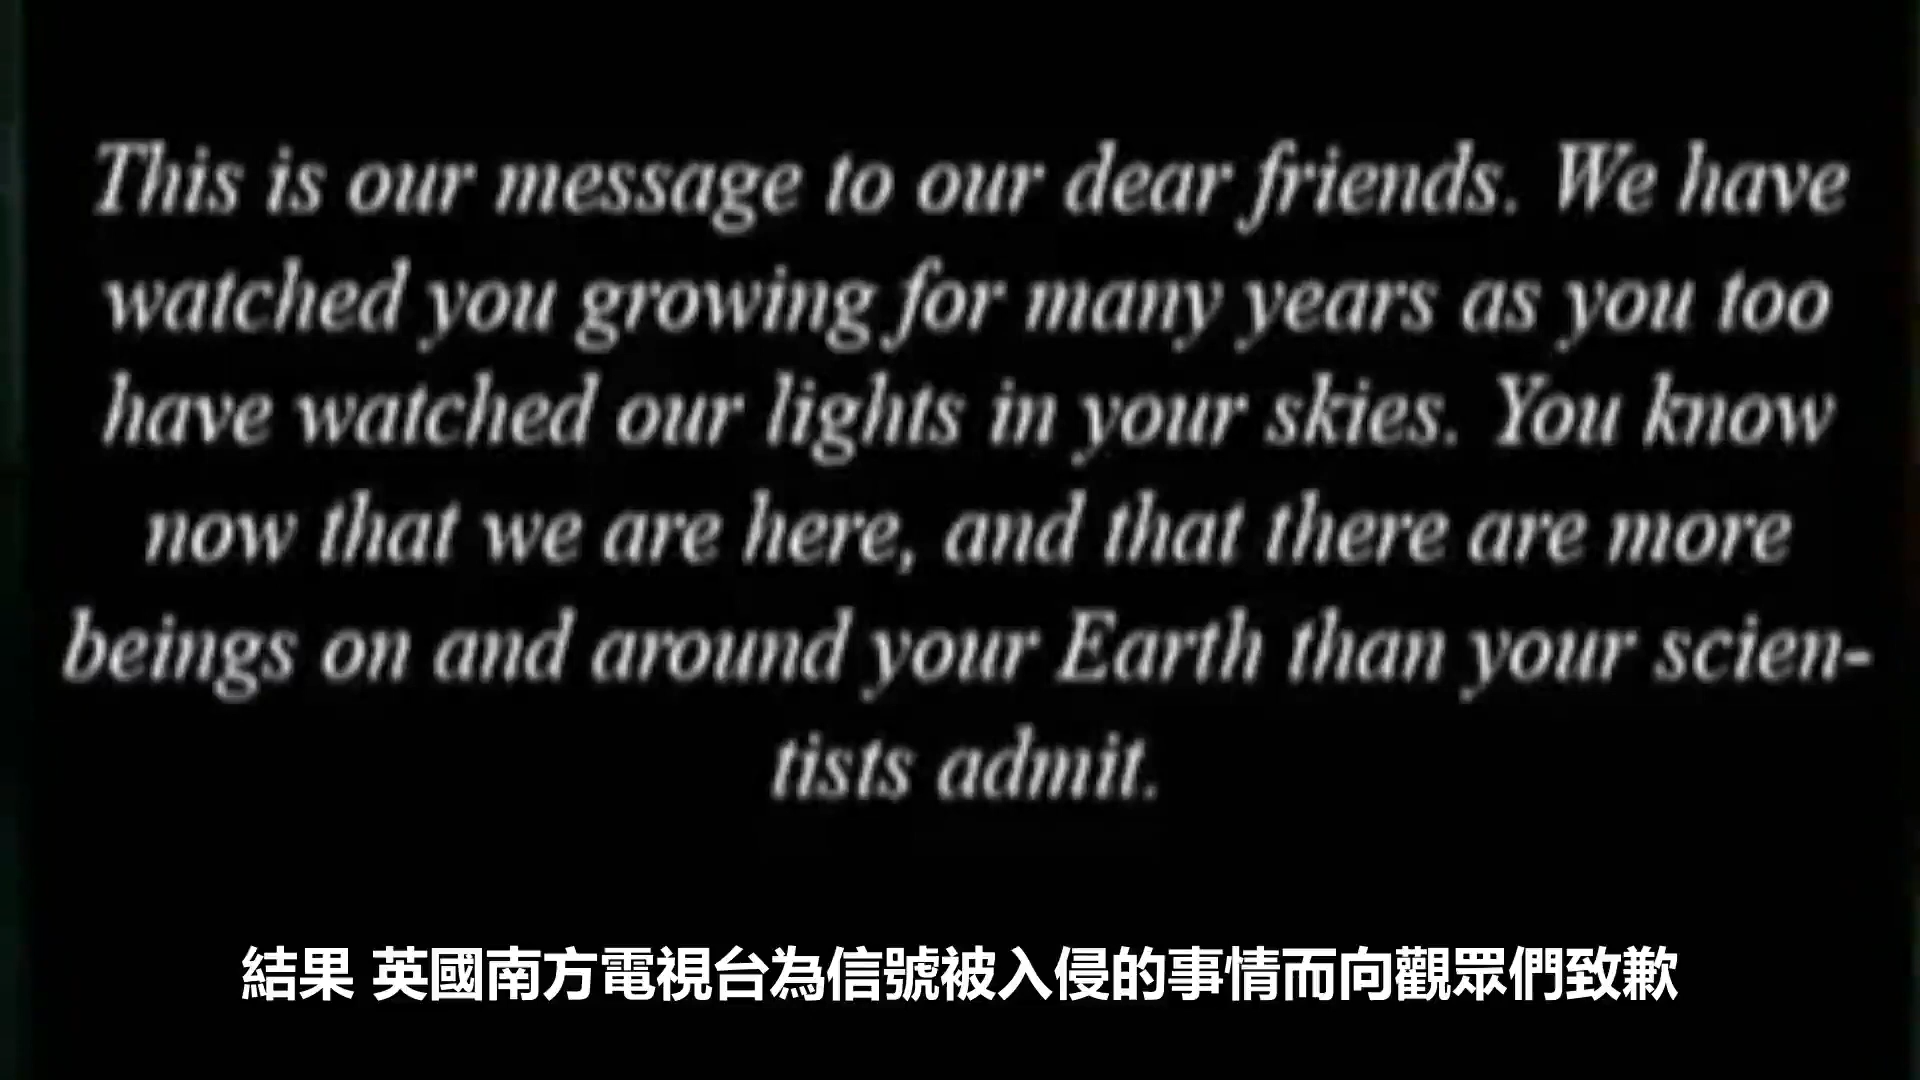 This is our message to our dear friends. We have
watched you growing for many years as you too
have watched our lights in your skies. You know
now that we are here, and that there are more
beings on and around your Earth than your scien-
tists admit.
結果 英國南方電視台為信號被入侵的事情而向觀眾們致歉